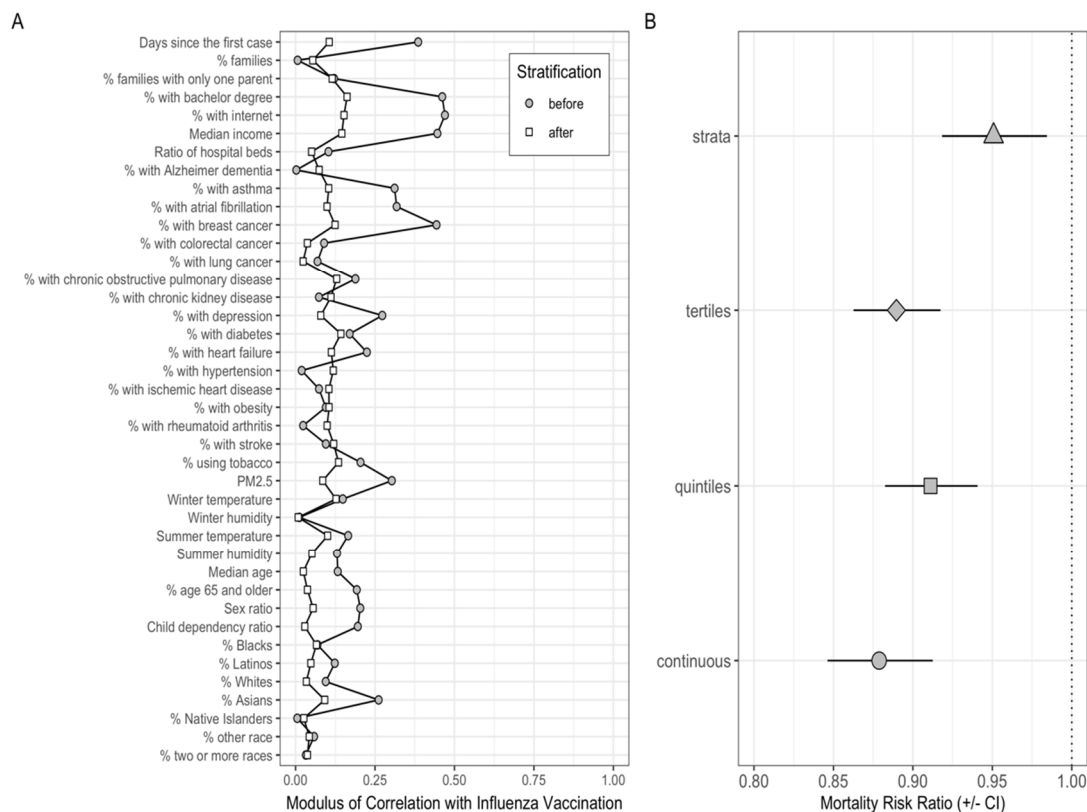 A
Days since the first case
% families
% families with only one parent
% with bachelor degree
% with internet
Median income
Ratio of hospital beds
% with Alzheimer dementia
% with asthma
% with atrial fibrillation
% with breast cancer
% with colorectal cancer
% with lung cancer
% with chronic obstructive pulmonary disease
% with chronic kidney disease
% with depression
% with diabetes
% with heart failure
% with hypertension
% with ischemic heart disease
% with obesity
% with rheumatoid arthritis
% with stroke
% using tobacco
PM2.5
Winter temperature
Winter humidity
Summer temperature
Summer humidity
Median age
% age 65 and older
Sex ratio
Child dependency ratio
% Blacks
% Latinos
% Whites
% Asians
% Native Islanders
% other race
% two or more races
Stratification
before
after
0.00 0.25 0.50 0.75 1.00
Modulus of Correlation with Influenza Vaccination
B
strata
tertiles
quintiles
continuous
0.80 0.85 0.90 0.95 1.00
Mortality Risk Ratio (+/- CI)